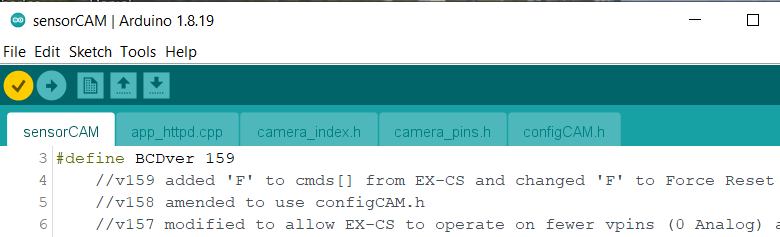 sensorCAM | Arduino 1.8.19
File Edit Sketch Tools Help
sensorCAM app_httpd.cpp camera_index.h camera_pins.h configCAM.h
3 #define BCDver 159
4 //v159 added 'F' to cmds[] from EX-CS and changed 'F' to Force Reset
5 //v158 amended to use configCAM.h
6 //v157 modified to allow EX-CS to operate on fewer vpins (0 Analog) a